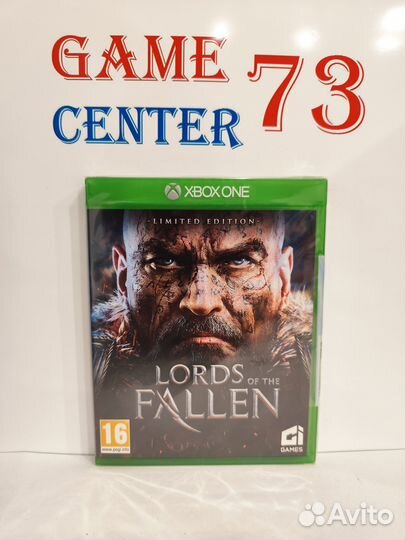 GAME 73
CENTER
XBOX ONE
-LIMITED EDITION-
LORDS OF THE
FALLEN
16
www.pegi.info
CI
GAMES
Avito